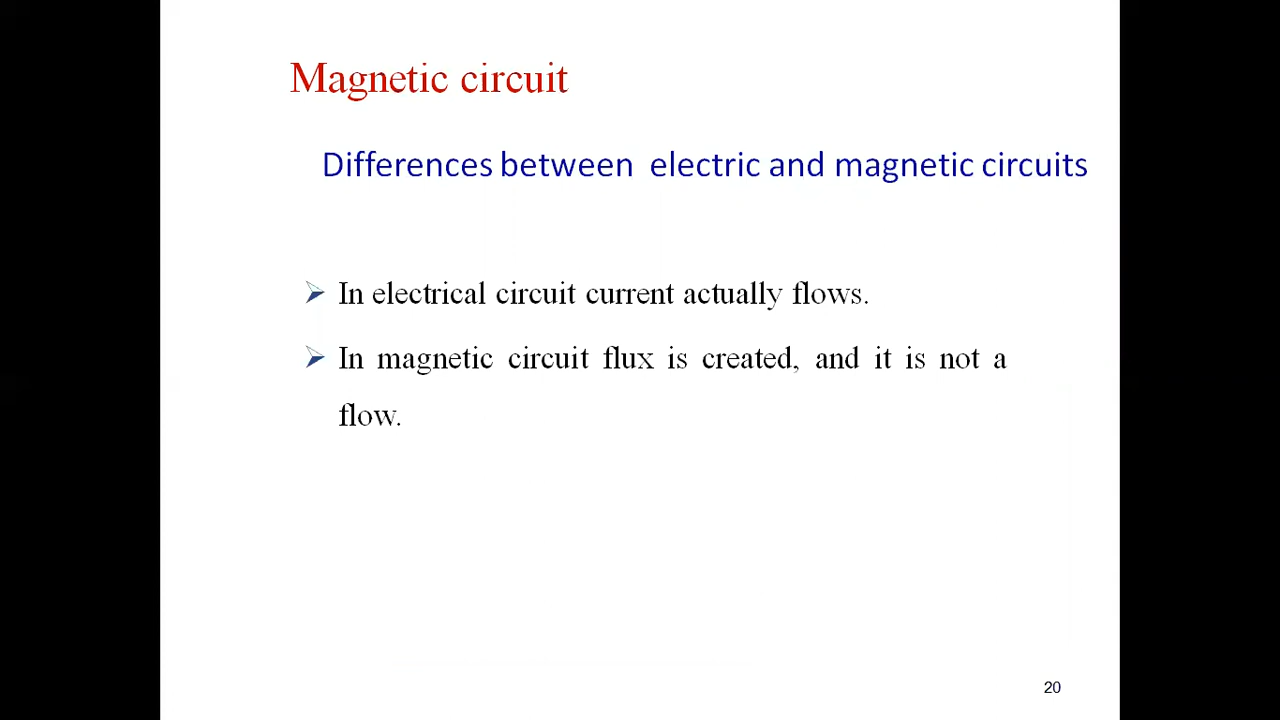 Magnetic circuit
Differences between electric and magnetic circuits
➢ In electrical circuit current actually flows.
➢ In magnetic circuit flux is created, and it is not a
flow.
20